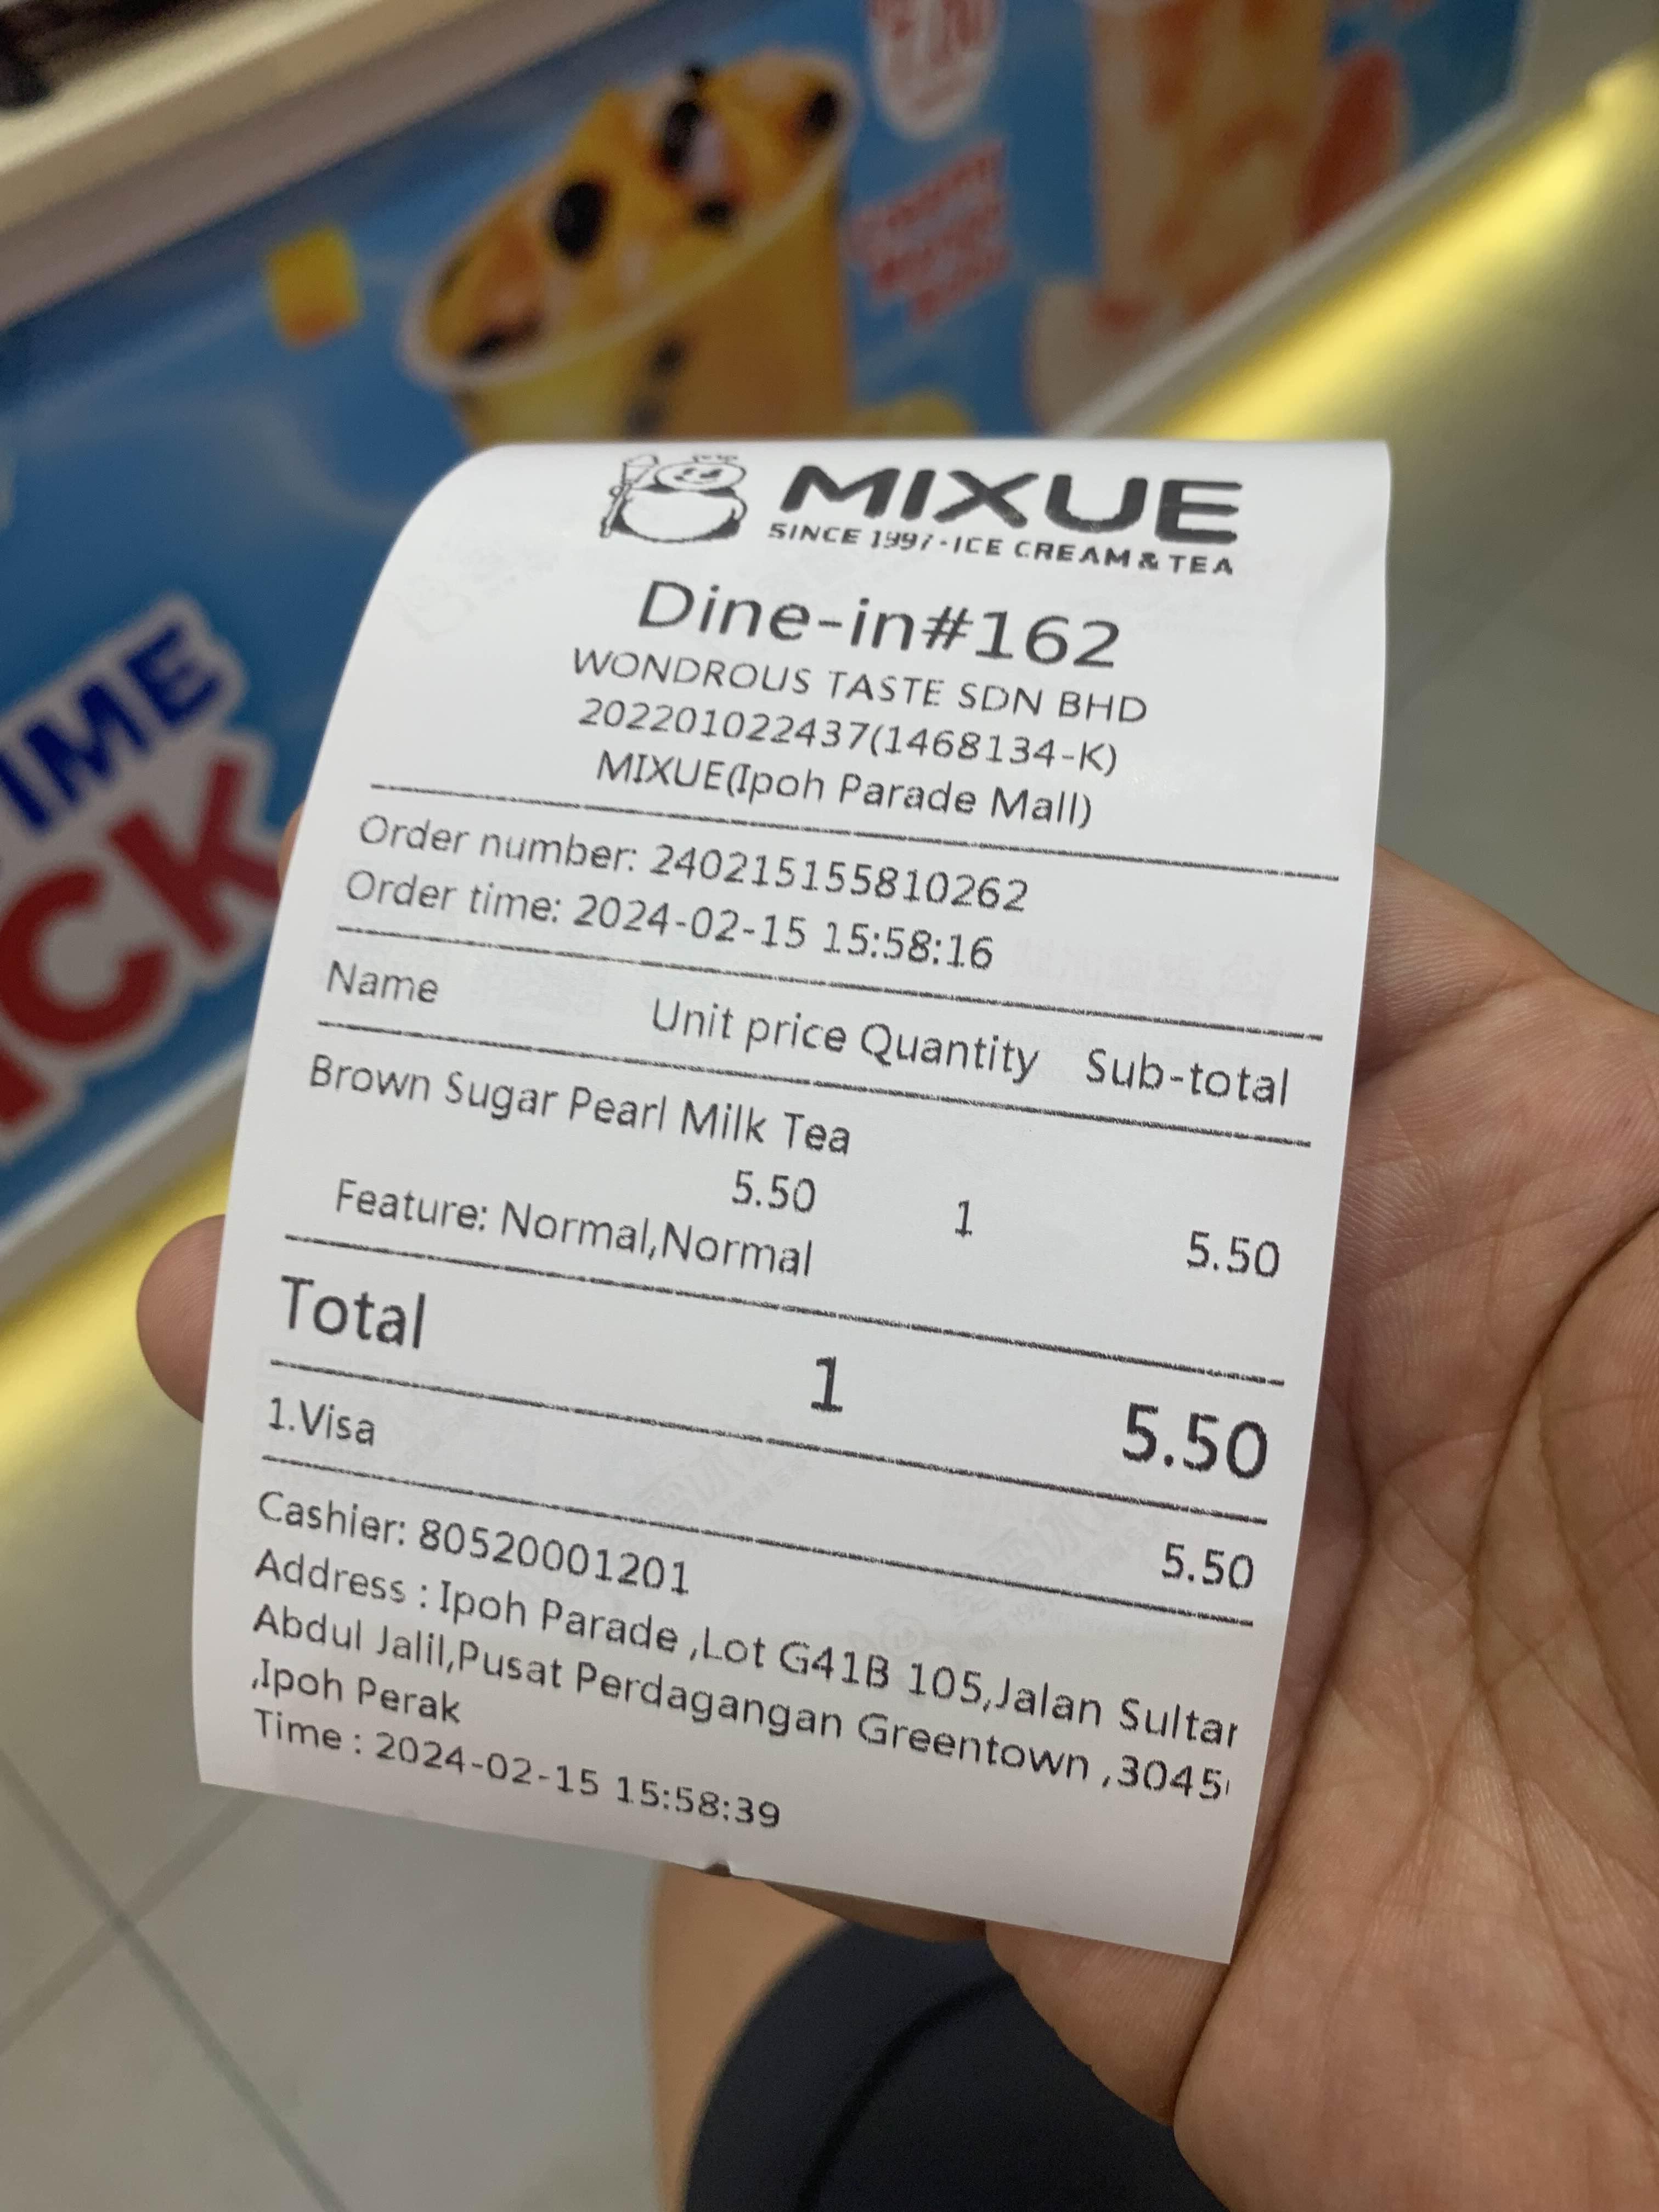 MIXUE
SINCE 1997·ICE CREAM & TEA
Dine-in#162
WONDROUS TASTE SDN BHD
202201022437(1468134-K)
MIXUE(Ipoh Parade Mall)
Order number: 240215155810262
Order time: 2024-02-15 15:58:16
Name Unit price Quantity Sub-total
Brown Sugar Pearl Milk Tea
5.50 1 5.50
Feature: Normal,Normal
Total 1 5.50
1.Visa 5.50
Cashier: 80520001201
Address : Ipoh Parade ,Lot G41B 105,Jalan Sultan
Abdul Jalil,Pusat Perdagangan Greentown ,3045
,Ipoh Perak
Time : 2024-02-15 15:58:39
IME
ICK